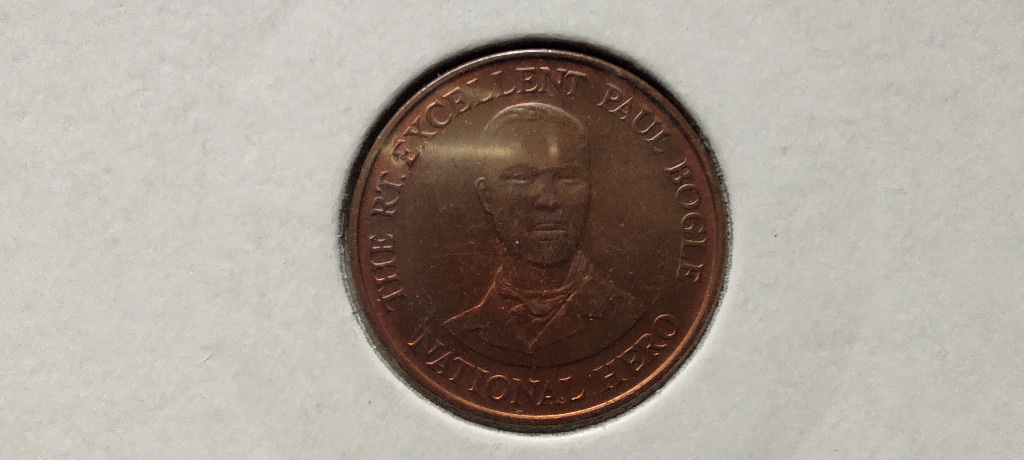 THE RT. EXCELLENT PAUL BOGLE
NATIONAL HERO